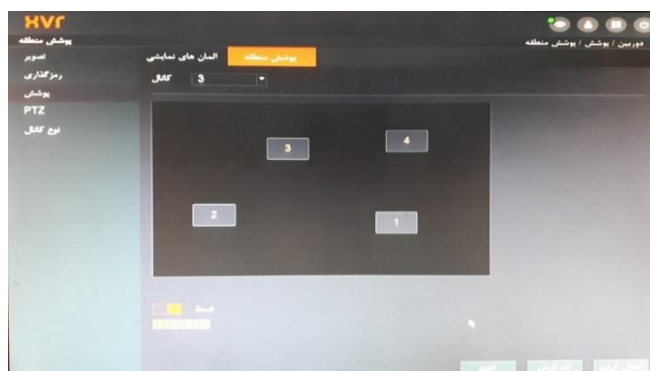 XVR
پوشش منطقه
دوربین / پوشش / پوشش منطقه
تصویر
رمزگذاری
پوشش
PTZ
نوع کانال
المان های نمایشی
پوشش منطقه
کانال 3
3
4
2
1
ضبط